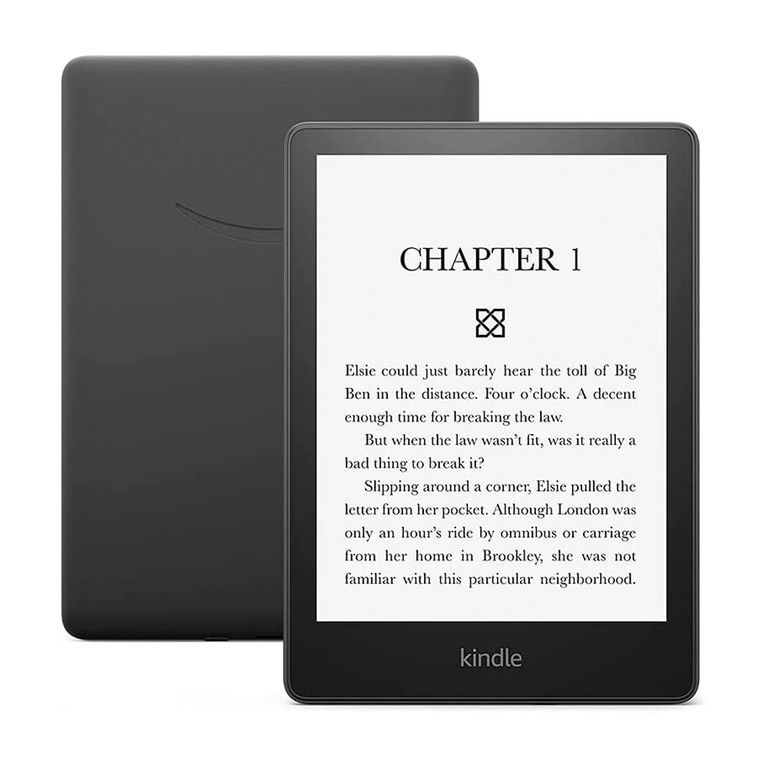 CHAPTER 1
Elsie could just barely hear the toll of Big
Ben in the distance. Four o’clock. A decent
enough time for breaking the law.
But when the law wasn’t fit, was it really a
bad thing to break it?
Slipping around a corner, Elsie pulled the
letter from her pocket. Although London was
only an hour’s ride by omnibus or carriage
from her home in Brookley, she was not
familiar with this particular neighborhood.
kindle